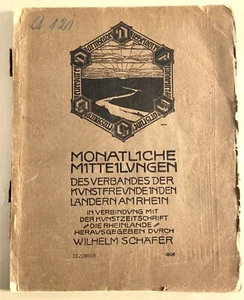 A 121
MONATLICHE
MITTEILUNGEN
DES VERBANDES DER
KUNSTFREUNDE IN DEN
LÄNDERN AM RHEIN
IN VERBINDUNG MIT
DER KUNSTZEITSCHRIFT
DIE RHEINLANDE
HERAUSGEGEBEN DURCH
WILHELM SCHÄFER
DEZEMBER